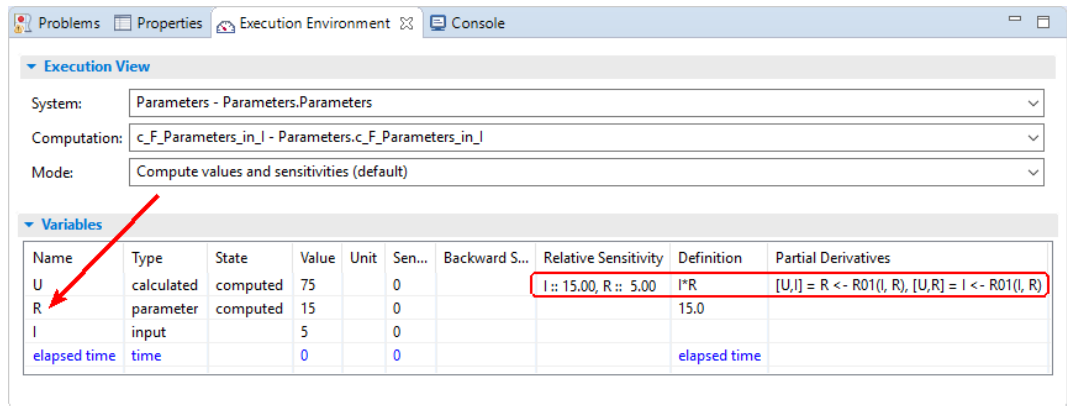 Problems Properties Execution Environment Console
Execution View
System: Parameters - Parameters.Parameters
Computation: c_F_Parameters_in_I - Parameters.c_F_Parameters_in_I
Mode: Compute values and sensitivities (default)
Variables
Name Type State Value Unit Sen... Backward S... Relative Sensitivity Definition Partial Derivatives
U calculated computed 75 0 I :: 15.00, R :: 5.00 I*R [U,I] = R <- R01(I, R), [U,R] = I <- R01(I, R)
R parameter computed 15 0 15.0
I input 5 0
elapsed time time 0 0 elapsed time